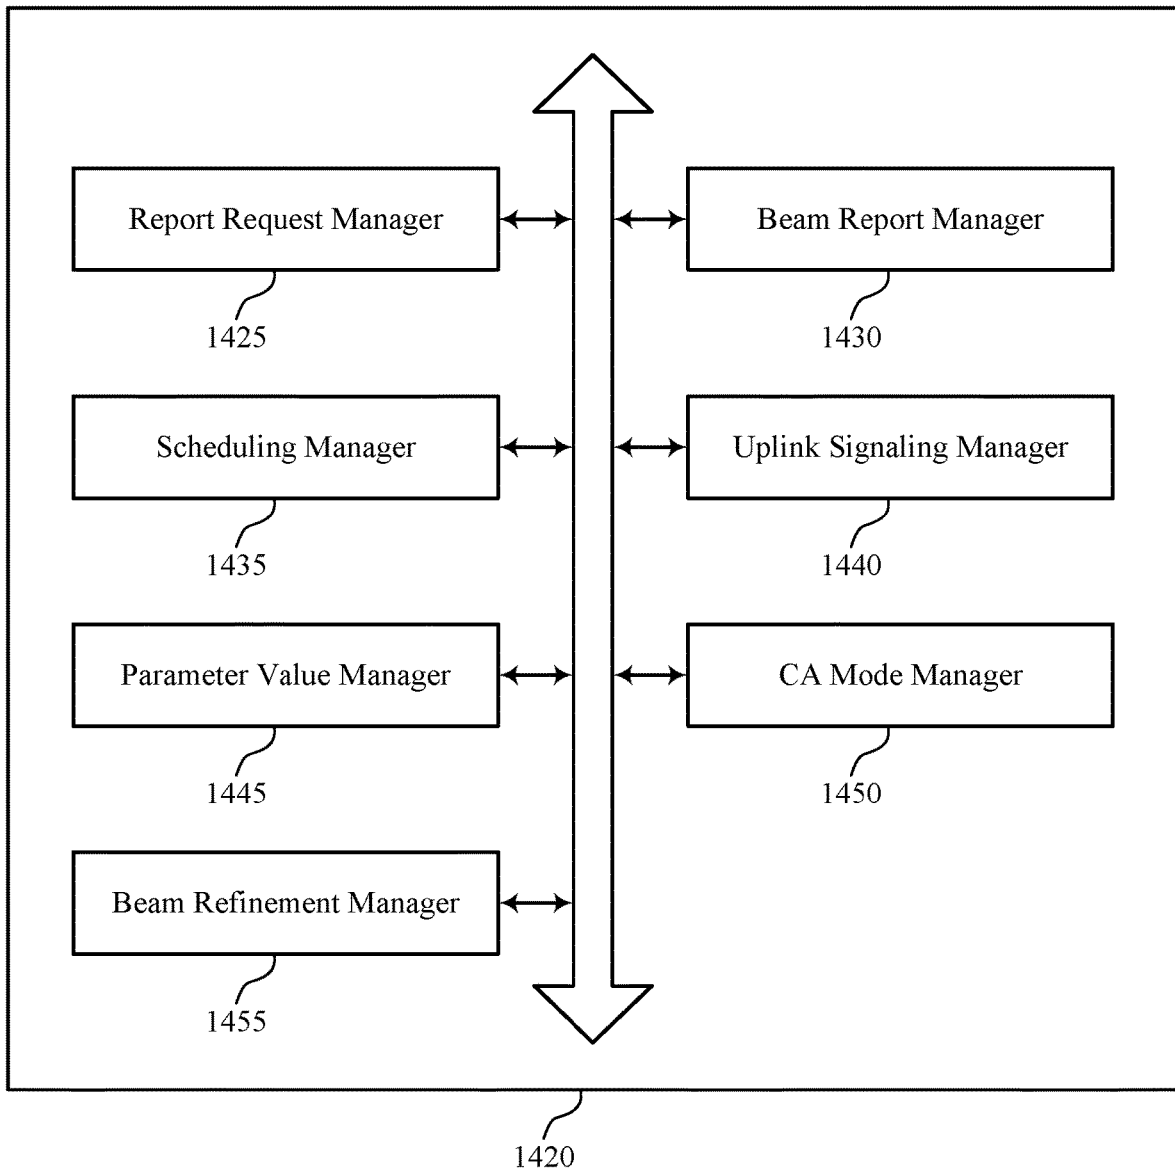 Report Request Manager
Beam Report Manager
1425
1430
Scheduling Manager
Uplink Signaling Manager
1435
1440
Parameter Value Manager
CA Mode Manager
1445
1450
Beam Refinement Manager
1455
1420